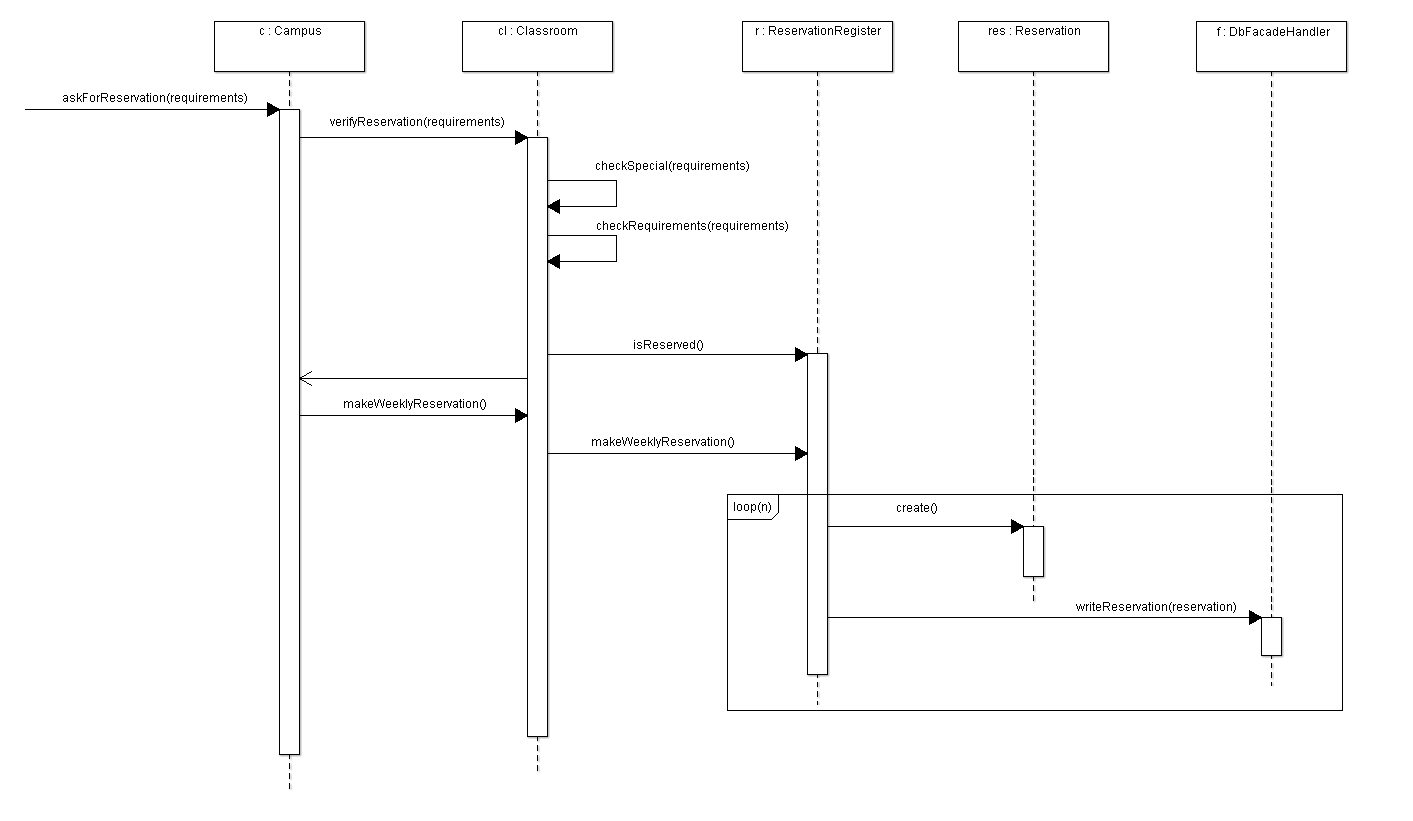 c : Campus
cl : Classroom
r : ReservationRegister
res : Reservation
f : DbFacadeHandler
askForReservation(requirements)
verifyReservation(requirements)
checkSpecial(requirements)
checkRequirements(requirements)
isReserved()
makeWeeklyReservation()
makeWeeklyReservation()
loop(n)
create()
writeReservation(reservation)